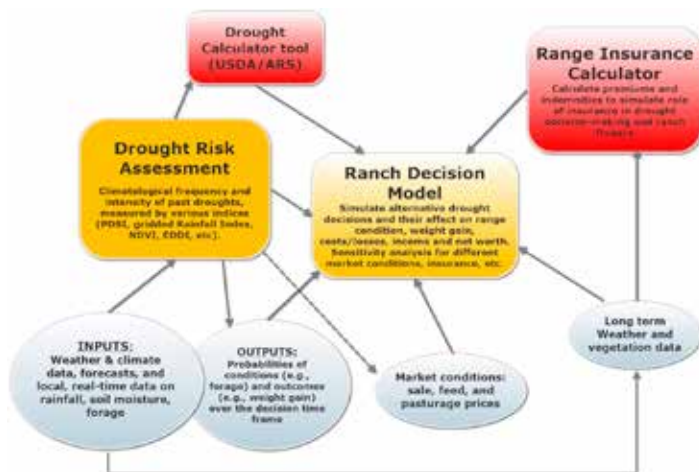 Drought
Calculator tool
(USDA/ARS)
Range Insurance
Calculator
Calculate premiums and
indemnities to simulate role
of insurance in drought
decision-making and ranch
Drought Risk
Assessment
Climatological frequency and
intensity of past droughts,
measured by various indices
(PDSI, gridded Rainfall Index,
NDVI, EDDI, etc).
Ranch Decision
Model
Simulate alternative drought
decisions and their effect on range
condition, weight gain,
costs/losses, income and net worth.
Sensitivity analysis for different
market conditions, insurance, etc.
INPUTS:
Weather & climate
data, forecasts, and
local, real-time data on
rainfall, soil moisture,
forage
OUTPUTS:
Probabilities of
conditions (e.g.,
forage) and outcomes
(e.g., weight gain)
over the decision time
frame
Market conditions:
sale, feed, and
pasturage prices
Long term
Weather and
vegetation data